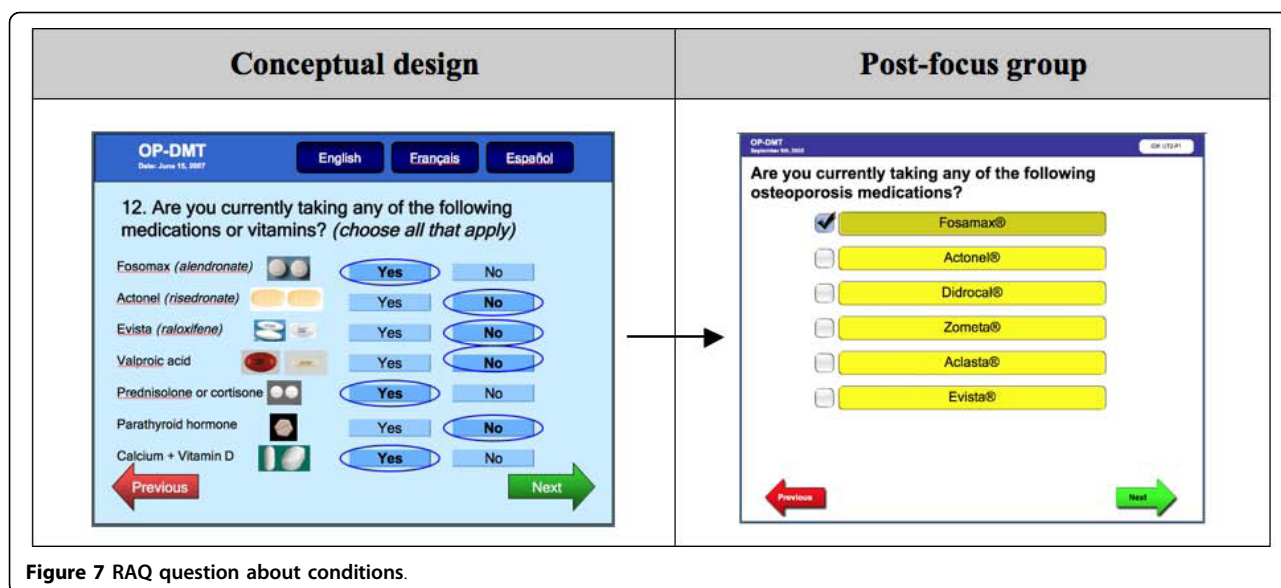 Conceptual design
Post-focus group
OP-DMT
Date: June 15, 2007
English
Français
Español
12. Are you currently taking any of the following
medications or vitamins? (choose all that apply)
Fosomax (alendronate) Yes No
Actonel (risedronate) Yes No
Evista (raloxifene) Yes No
Valproic acid Yes No
Prednisolone or cortisone Yes No
Parathyroid hormone Yes No
Calcium + Vitamin D Yes No
Previous
Next
OP-DMT
Are you currently taking any of the following
osteoporosis medications?
Fosamax®
Actonel®
Didrocal®
Zometa®
Aclasta®
Evista®
Previous
Next
Figure 7 RAQ question about conditions.